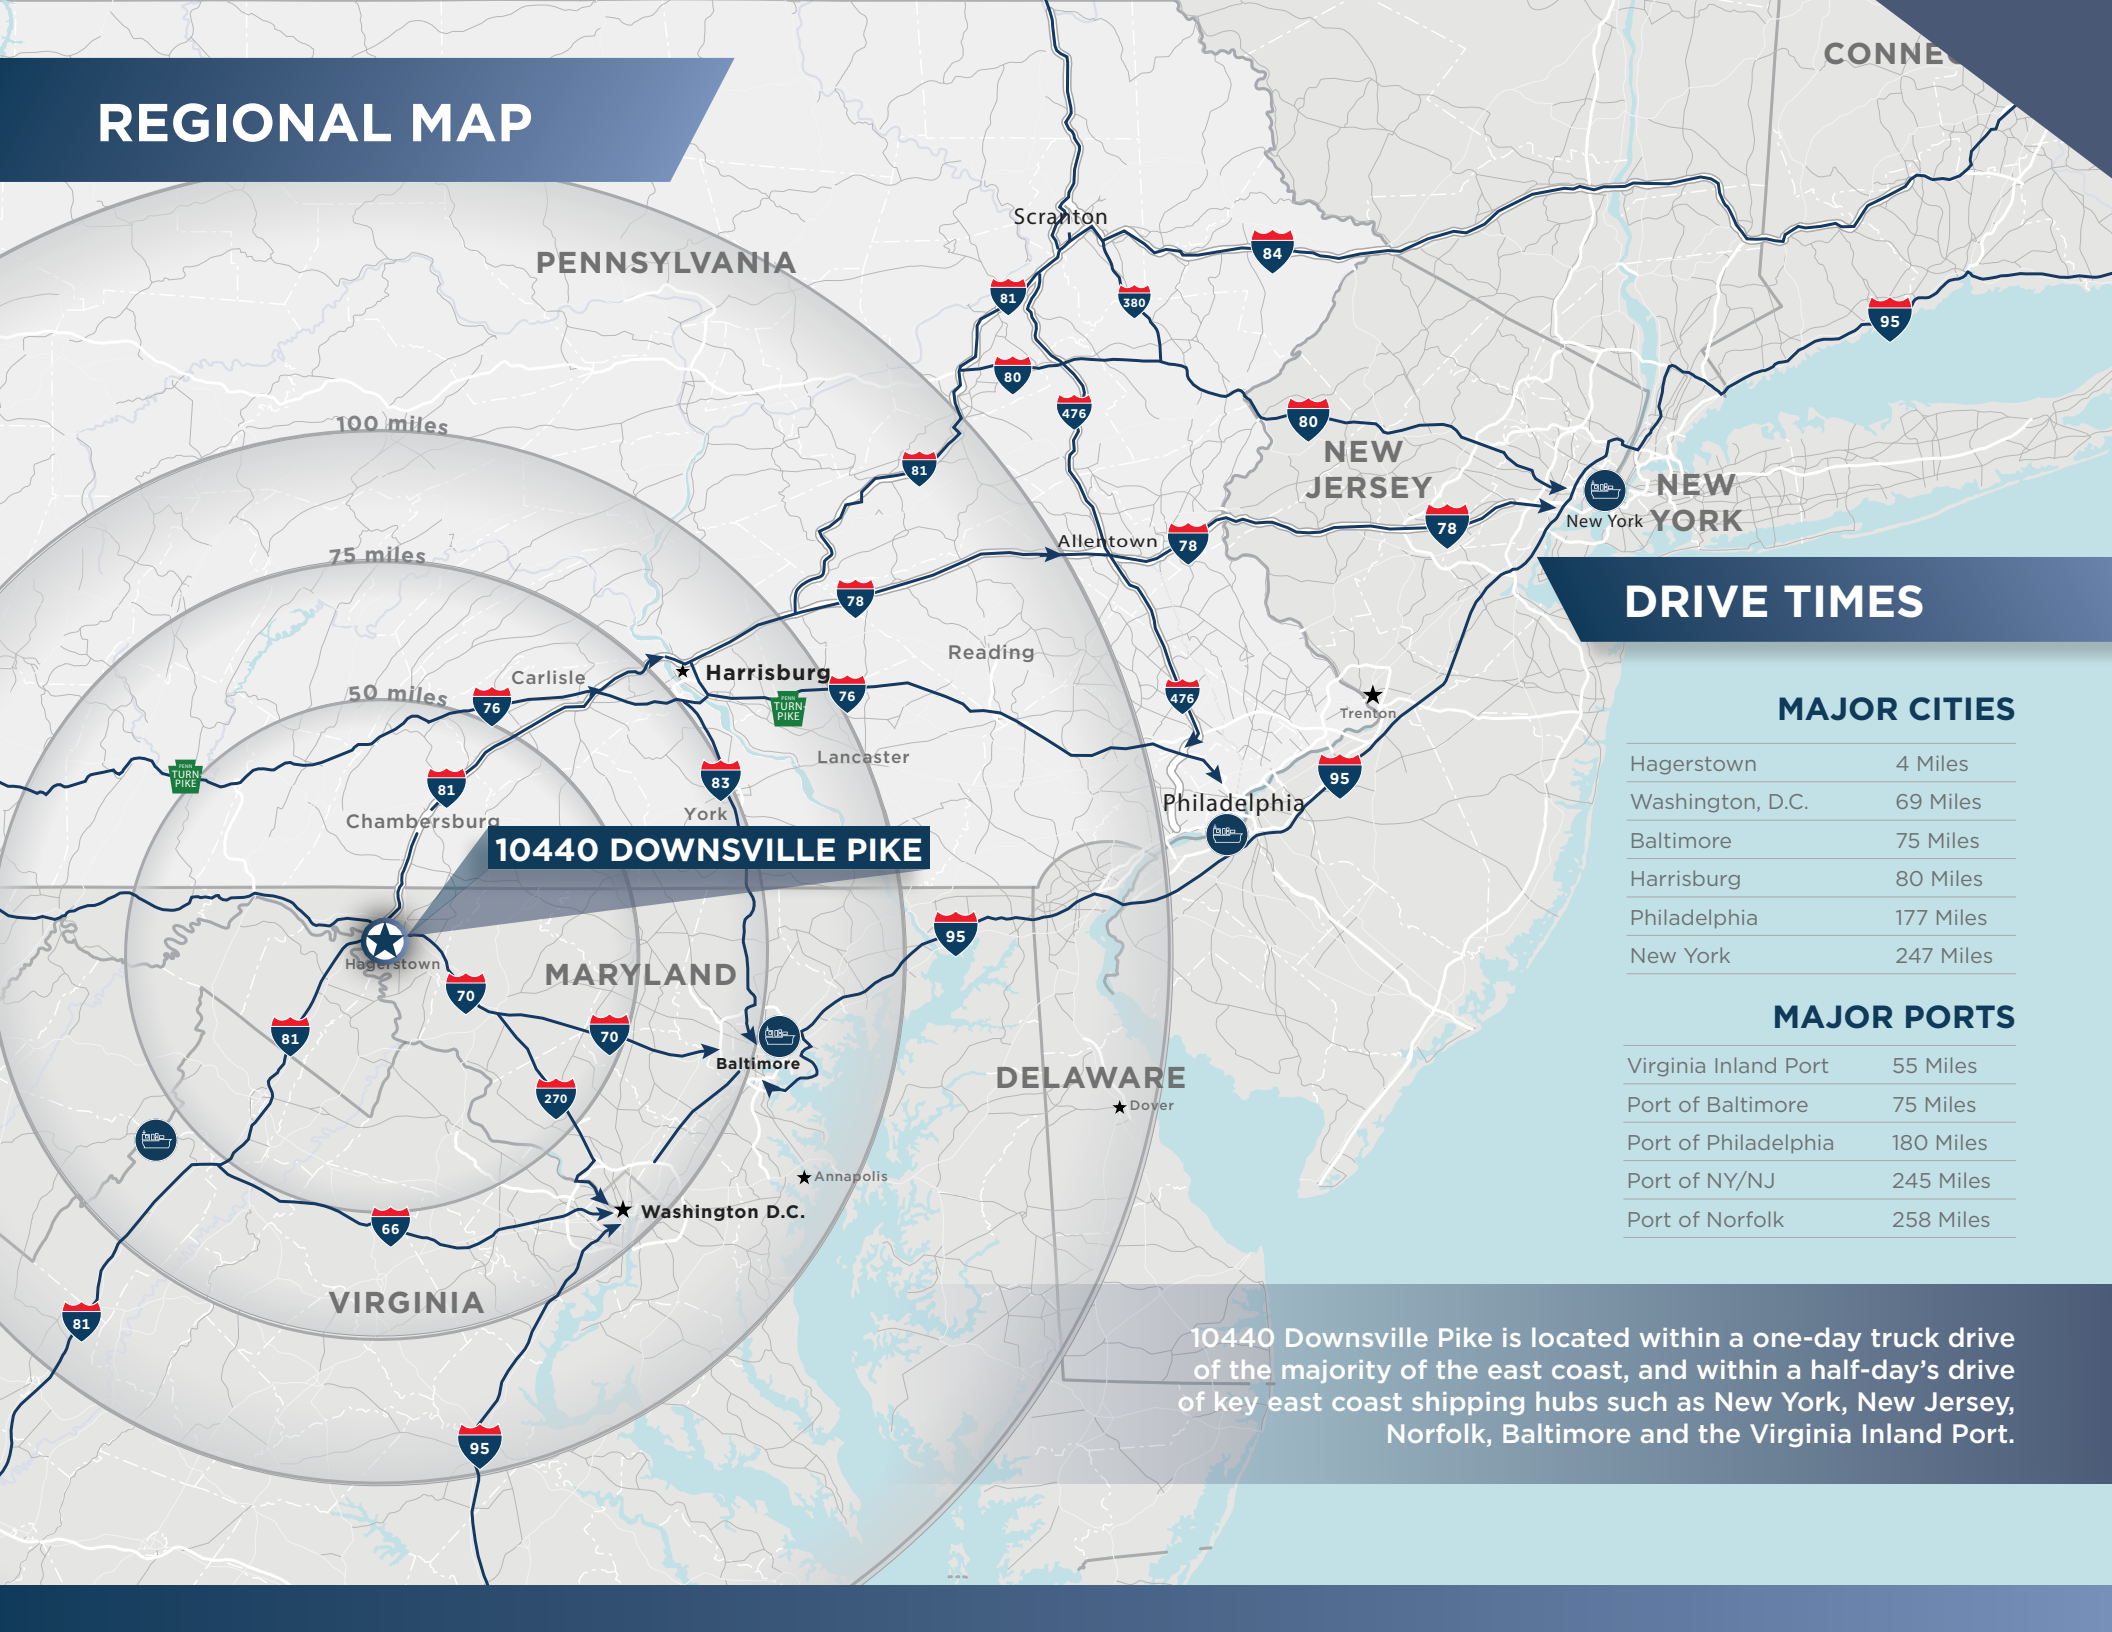 REGIONAL MAP
CONNEC
Scranton
PENNSYLVANIA
84
81
380
95
80
476
80
100 miles
NEW
JERSEY
81
NEW
YORK
New York
78
Allentown
78
75 miles
78
DRIVE TIMES
Reading
Harrisburg
Carlisle
50 miles
76
PENN
TURN-
PIKE
76
476
Trenton
Lancaster
PENN
TURN-
PIKE
81
83
95
Philadelphia
York
Chambersburg
10440 DOWNSVILLE PIKE
95
Hagerstown
MARYLAND
70
70
81
Baltimore
270
DELAWARE
Dover
Annapolis
Washington D.C.
66
VIRGINIA
81
95
MAJOR CITIES
Hagerstown 4 Miles
Washington, D.C. 69 Miles
Baltimore 75 Miles
Harrisburg 80 Miles
Philadelphia 177 Miles
New York 247 Miles
MAJOR PORTS
Virginia Inland Port 55 Miles
Port of Baltimore 75 Miles
Port of Philadelphia 180 Miles
Port of NY/NJ 245 Miles
Port of Norfolk 258 Miles
10440 Downsville Pike is located within a one-day truck drive
of the majority of the east coast, and within a half-day’s drive
of key east coast shipping hubs such as New York, New Jersey,
Norfolk, Baltimore and the Virginia Inland Port.